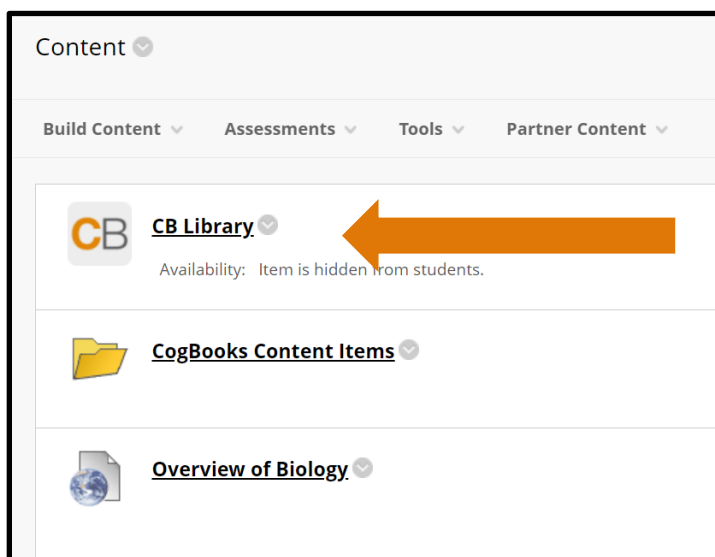 Content
Build Content Assessments Tools Partner Content
CB CB Library
Availability: Item is hidden from students.
CogBooks Content Items
Overview of Biology